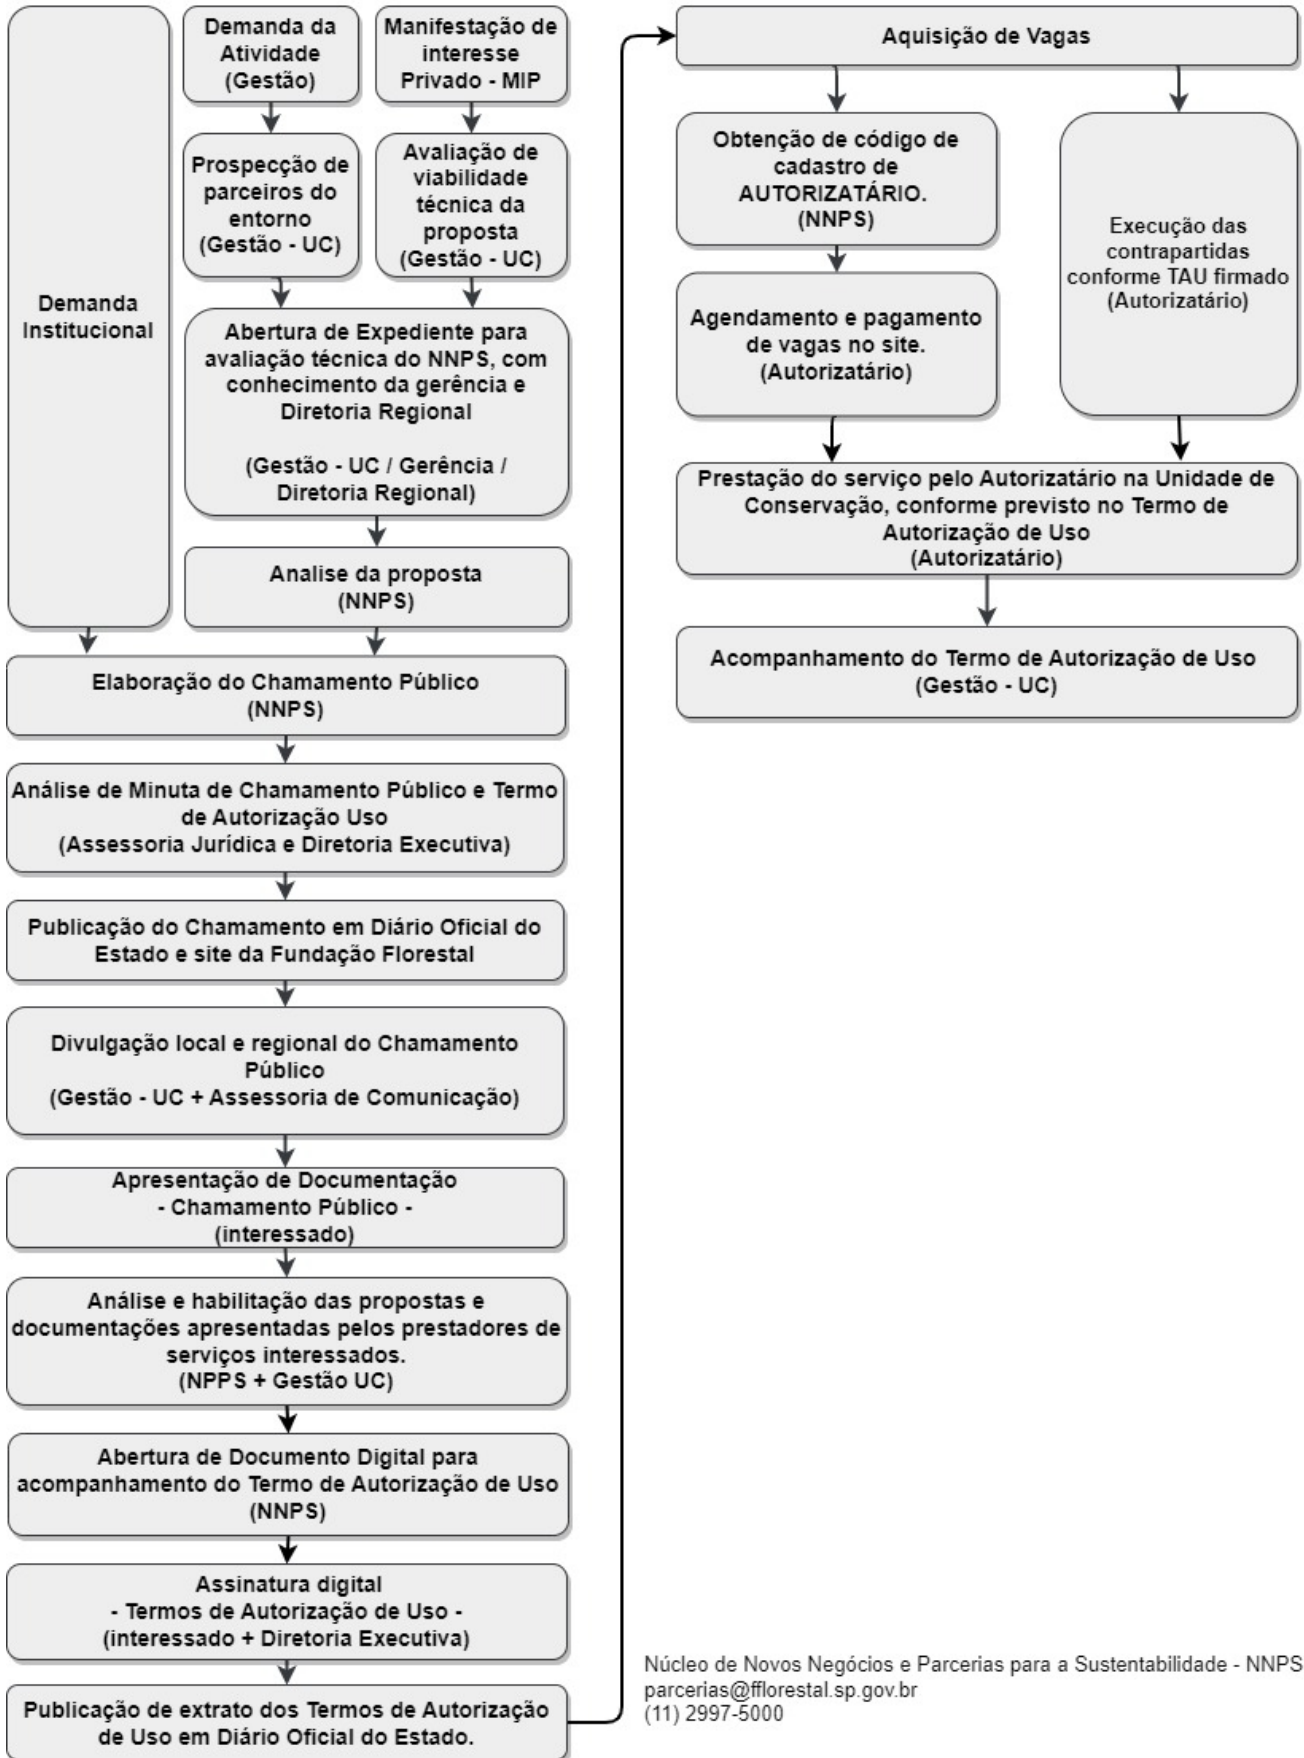 Demanda
Institucional
Demanda da
Atividade
(Gestão)
Manifestação de
interesse
Privado - MIP
Prospecção de
parceiros do
entorno
(Gestão - UC)
Avaliação de
viabilidade
técnica da
proposta
(Gestão - UC)
Abertura de Expediente para
avaliação técnica do NNPS, com
conhecimento da gerência e
Diretoria Regional
(Gestão - UC / Gerência /
Diretoria Regional)
Analise da proposta
(NNPS)
Elaboração do Chamamento Público
(NNPS)
Análise de Minuta de Chamamento Público e Termo
de Autorização Uso
(Assessoria Jurídica e Diretoria Executiva)
Publicação do Chamamento em Diário Oficial do
Estado e site da Fundação Florestal
Divulgação local e regional do Chamamento
Público
(Gestão - UC + Assessoria de Comunicação)
Apresentação de Documentação
- Chamamento Público -
(interessado)
Análise e habilitação das propostas e
documentações apresentadas pelos prestadores de
serviços interessados.
(NPPS + Gestão UC)
Abertura de Documento Digital para
acompanhamento do Termo de Autorização de Uso
(NNPS)
Assinatura digital
- Termos de Autorização de Uso -
(interessado + Diretoria Executiva)
Publicação de extrato dos Termos de Autorização
de Uso em Diário Oficial do Estado.
Aquisição de Vagas
Obtenção de código de
cadastro de
AUTORIZATÁRIO.
(NNPS)
Agendamento e pagamento
de vagas no site.
(Autorizatário)
Execução das
contrapartidas
conforme TAU firmado
(Autorizatário)
Prestação do serviço pelo Autorizatário na Unidade de
Conservação, conforme previsto no Termo de
Autorização de Uso
(Autorizatário)
Acompanhamento do Termo de Autorização de Uso
(Gestão - UC)
Núcleo de Novos Negócios e Parcerias para a Sustentabilidade - NNPS
parcerias@fflorestal.sp.gov.br
(11) 2997-5000